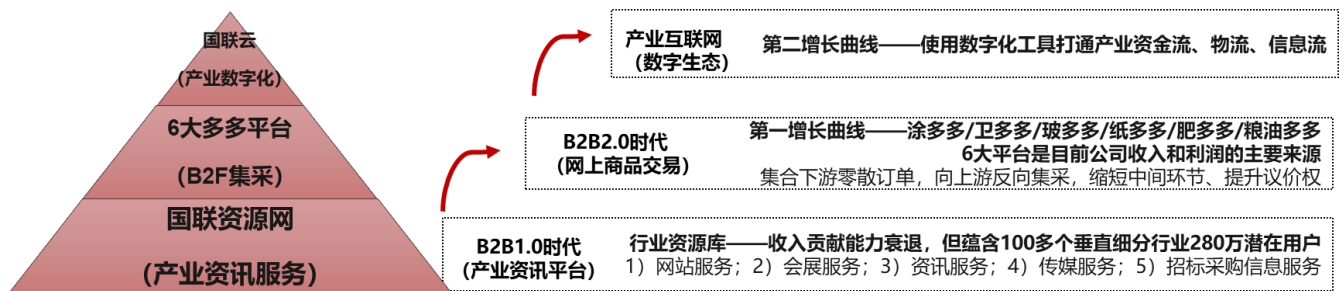 国联云
（产业数字化）
6大多多平台
（B2F集采）
国联资源网
（产业资讯服务）
产业互联网
（数字生态）
第二增长曲线——使用数字化工具打通产业资金流、物流、信息流
B2B2.0时代
（网上商品交易）
第一增长曲线——涂多多/卫多多/玻多多/纸多多/肥多多/粮油多多
6大平台是目前公司收入和利润的主要来源
集合下游零散订单，向上游反向集采，缩短中间环节、提升议价权
B2B1.0时代
（产业资讯平台）
行业资源库——收入贡献能力衰退，但蕴含100多个垂直细分行业280万潜在用户
1）网站服务；2）会展服务；3）资讯服务；4）传媒服务；5）招标采购信息服务